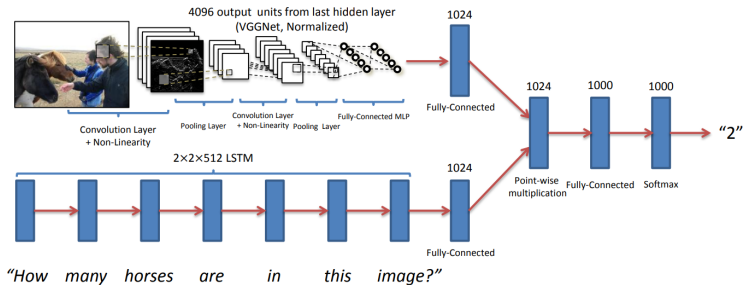 4096 output units from last hidden layer
(VGGNet, Normalized)
1024
Convolution Layer
+ Non-Linearity
Pooling Layer
Convolution Layer
+ Non-Linearity
Pooling Layer
Fully-Connected MLP
Fully-Connected
1024
1000
1000
"2"
2×2×512 LSTM
1024
Point-wise
multiplication
Fully-Connected
Softmax
Fully-Connected
"How many horses are in this image?"